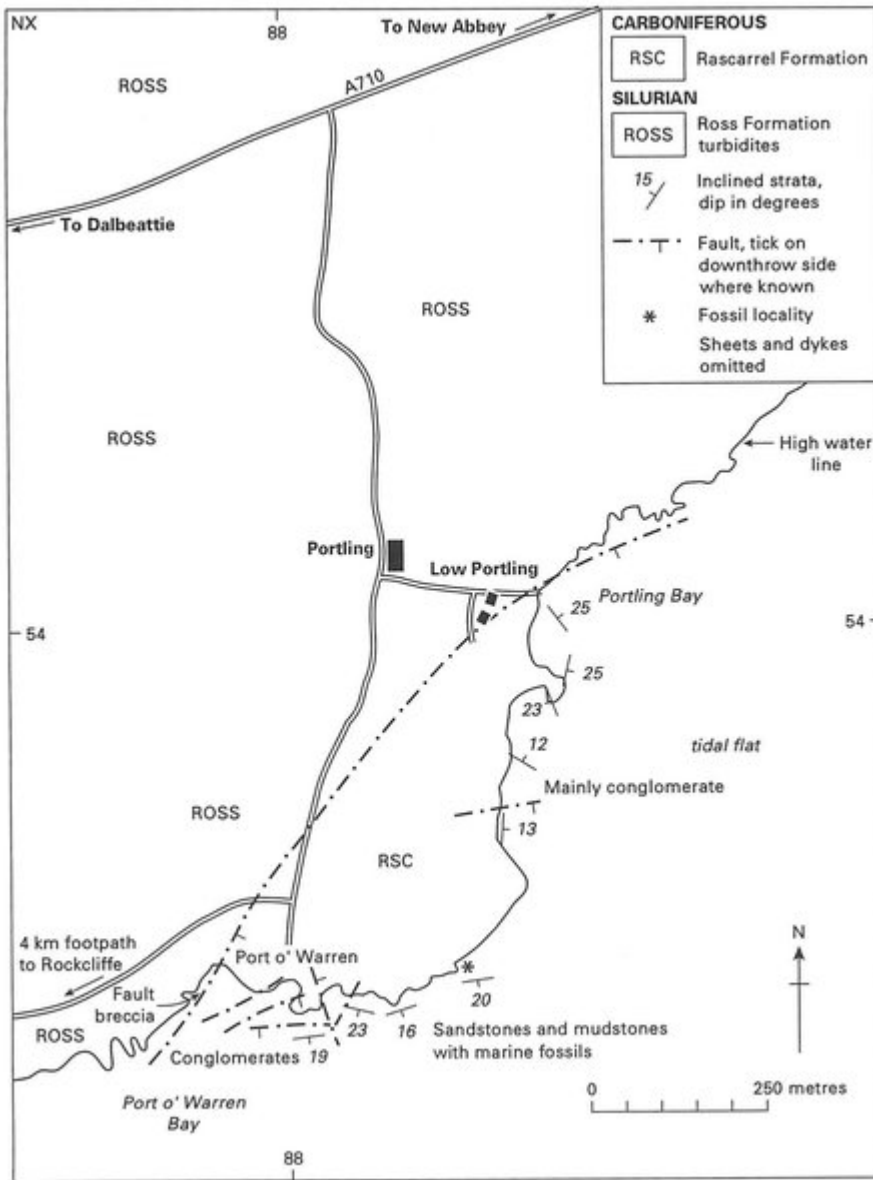 NX
88
To New Abbey
A710
ROSS
To Dalbeattie
CARBONIFEROUS
RSC
Rascarrel Formation
SILURIAN
ROSS
Ross Formation
turbidites
15
Inclined strata,
dip in degrees
Fault, tick on
downthrow side
where known
*
Fossil locality
Sheets and dykes
omitted
ROSS
ROSS
High water
line
Portling
Low Portling
Portling Bay
25
54
54
25
23
12
tidal flat
Mainly conglomerate
13
ROSS
RSC
4 km footpath
to Rockcliffe
Port o' Warren
*
N
Fault
breccia
20
ROSS
23
16
Sandstones and mudstones
with marine fossils
Conglomerates
19
0
250 metres
Port o' Warren
Bay
88